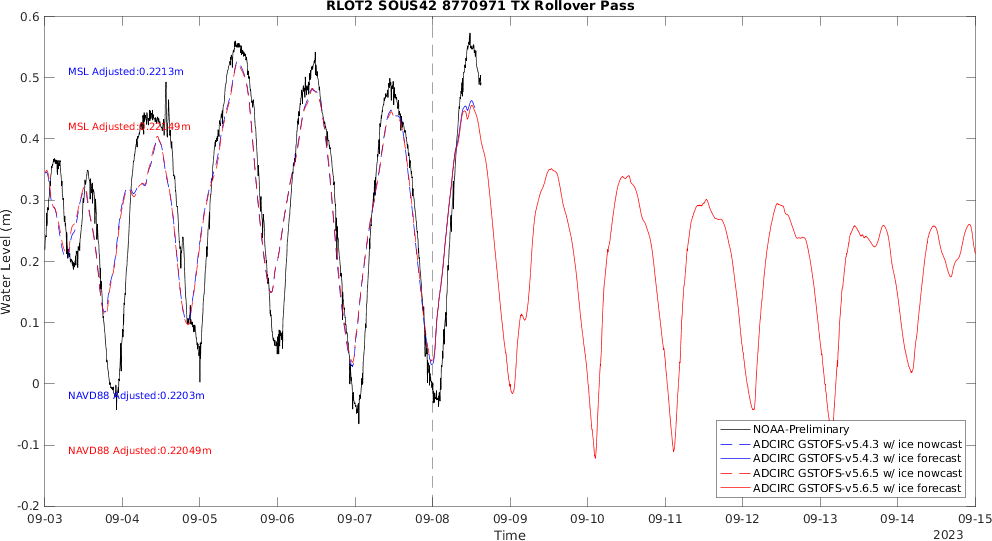 RLOT2 SOUS42 8770971 TX Rollover Pass
0.6
0.5
0.4
0.3
0.2
0.1
0
-0.1
-0.2
Water Level (m)
MSL Adjusted:0.2213m
MSL Adjusted:0.22049m
NAVD88 Adjusted:0.2203m
NAVD88 Adjusted:0.22049m
NOAA-Preliminary
ADCIRC GSTOFS-v5.4.3 w/ ice nowcast
ADCIRC GSTOFS-v5.4.3 w/ ice forecast
ADCIRC GSTOFS-v5.6.5 w/ ice nowcast
ADCIRC GSTOFS-v5.6.5 w/ ice forecast
09-03 09-04 09-05 09-06 09-07 09-08 09-09 09-10 09-11 09-12 09-13 09-14 09-15
Time
2023